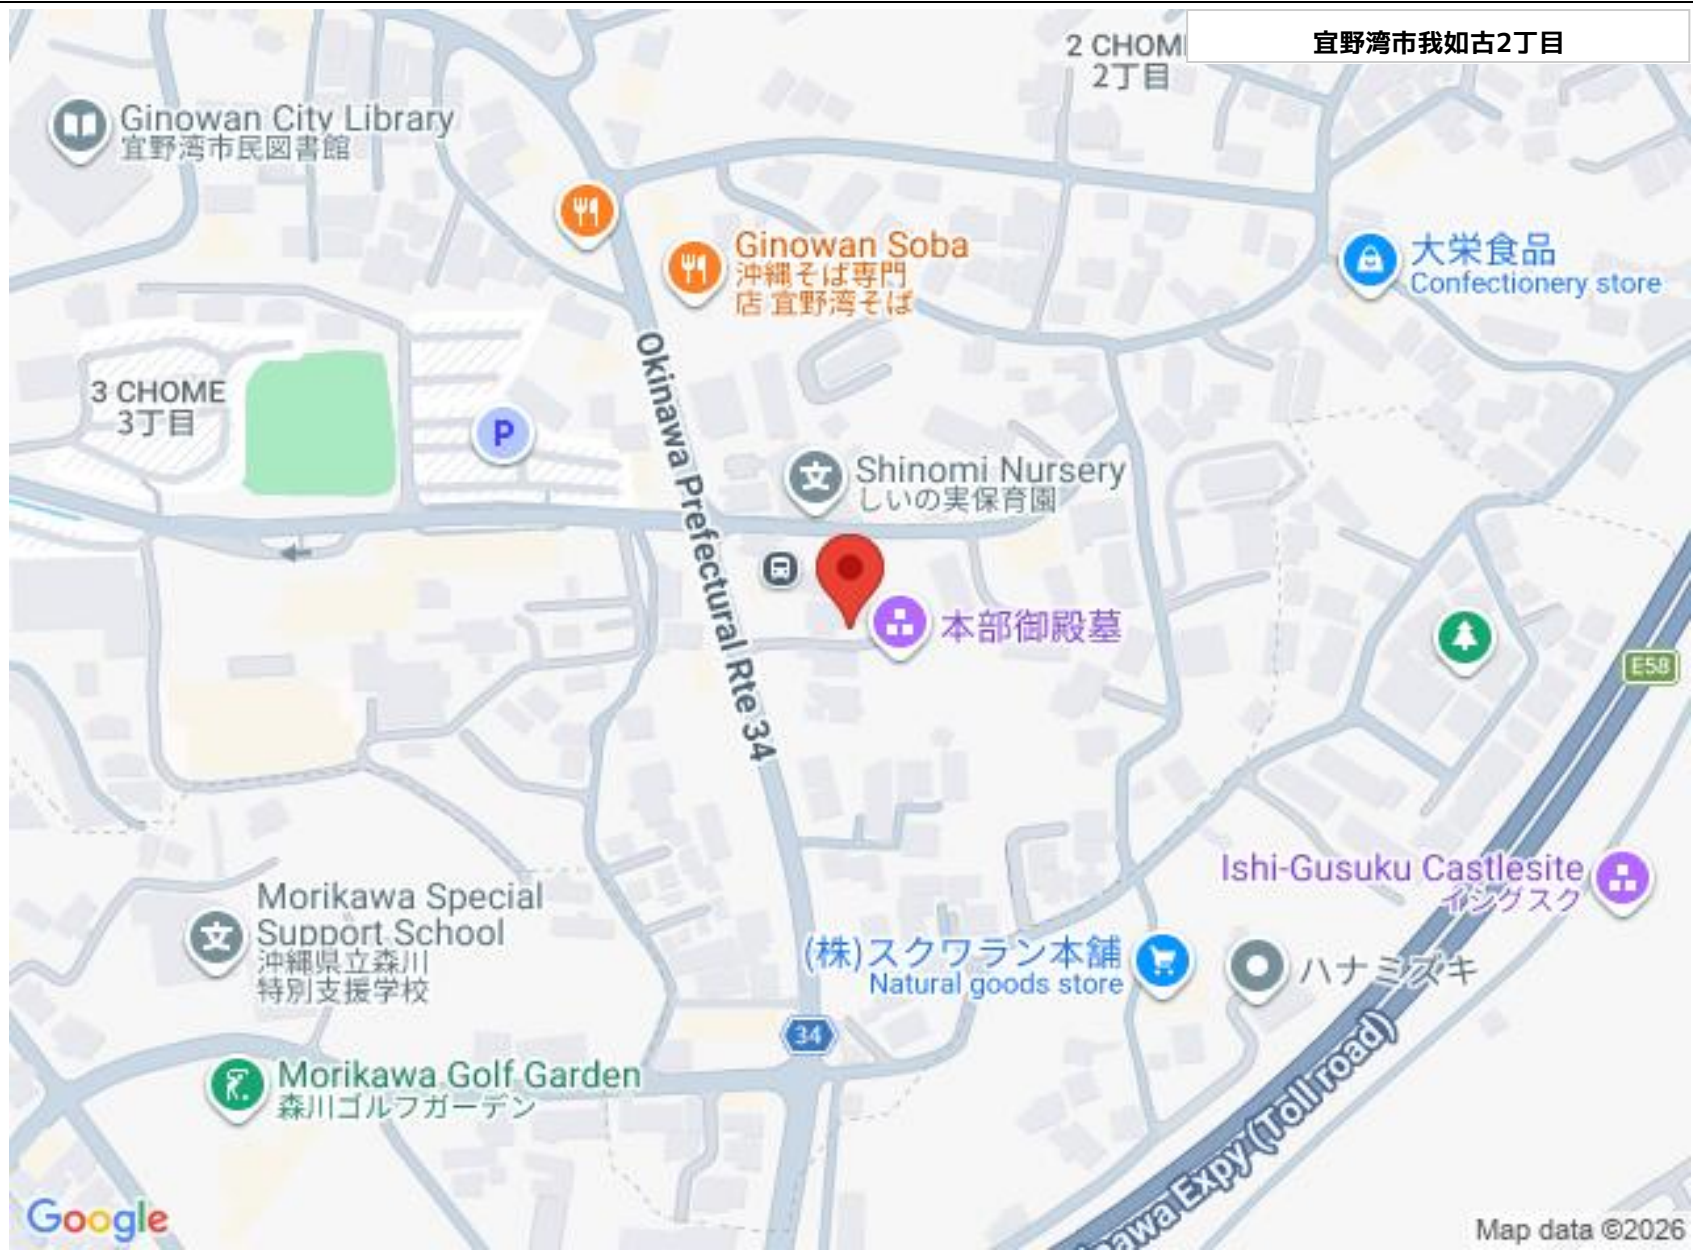 2 CHOM
2丁目
宜野湾市我如古2丁目
Ginowan City Library
宜野湾市民図書館
Ginowan Soba
沖縄そば専門
店 宜野湾そば
大栄食品
Confectionery store
3 CHOME
3丁目
P
Okinawa Prefectural Rte 34
Shinomi Nursery
しいの実保育園
本部御殿墓
E58
Ishi-Gusuku Castlesite
イシグスク
Morikawa Special
Support School
沖縄県立森川
特別支援学校
(株)スクワラン本舗
Natural goods store
ハナミズキ
34
Morikawa Golf Garden
森川ゴルフガーデン
nawa Expy (Toll road)
Google
Map data ©2026